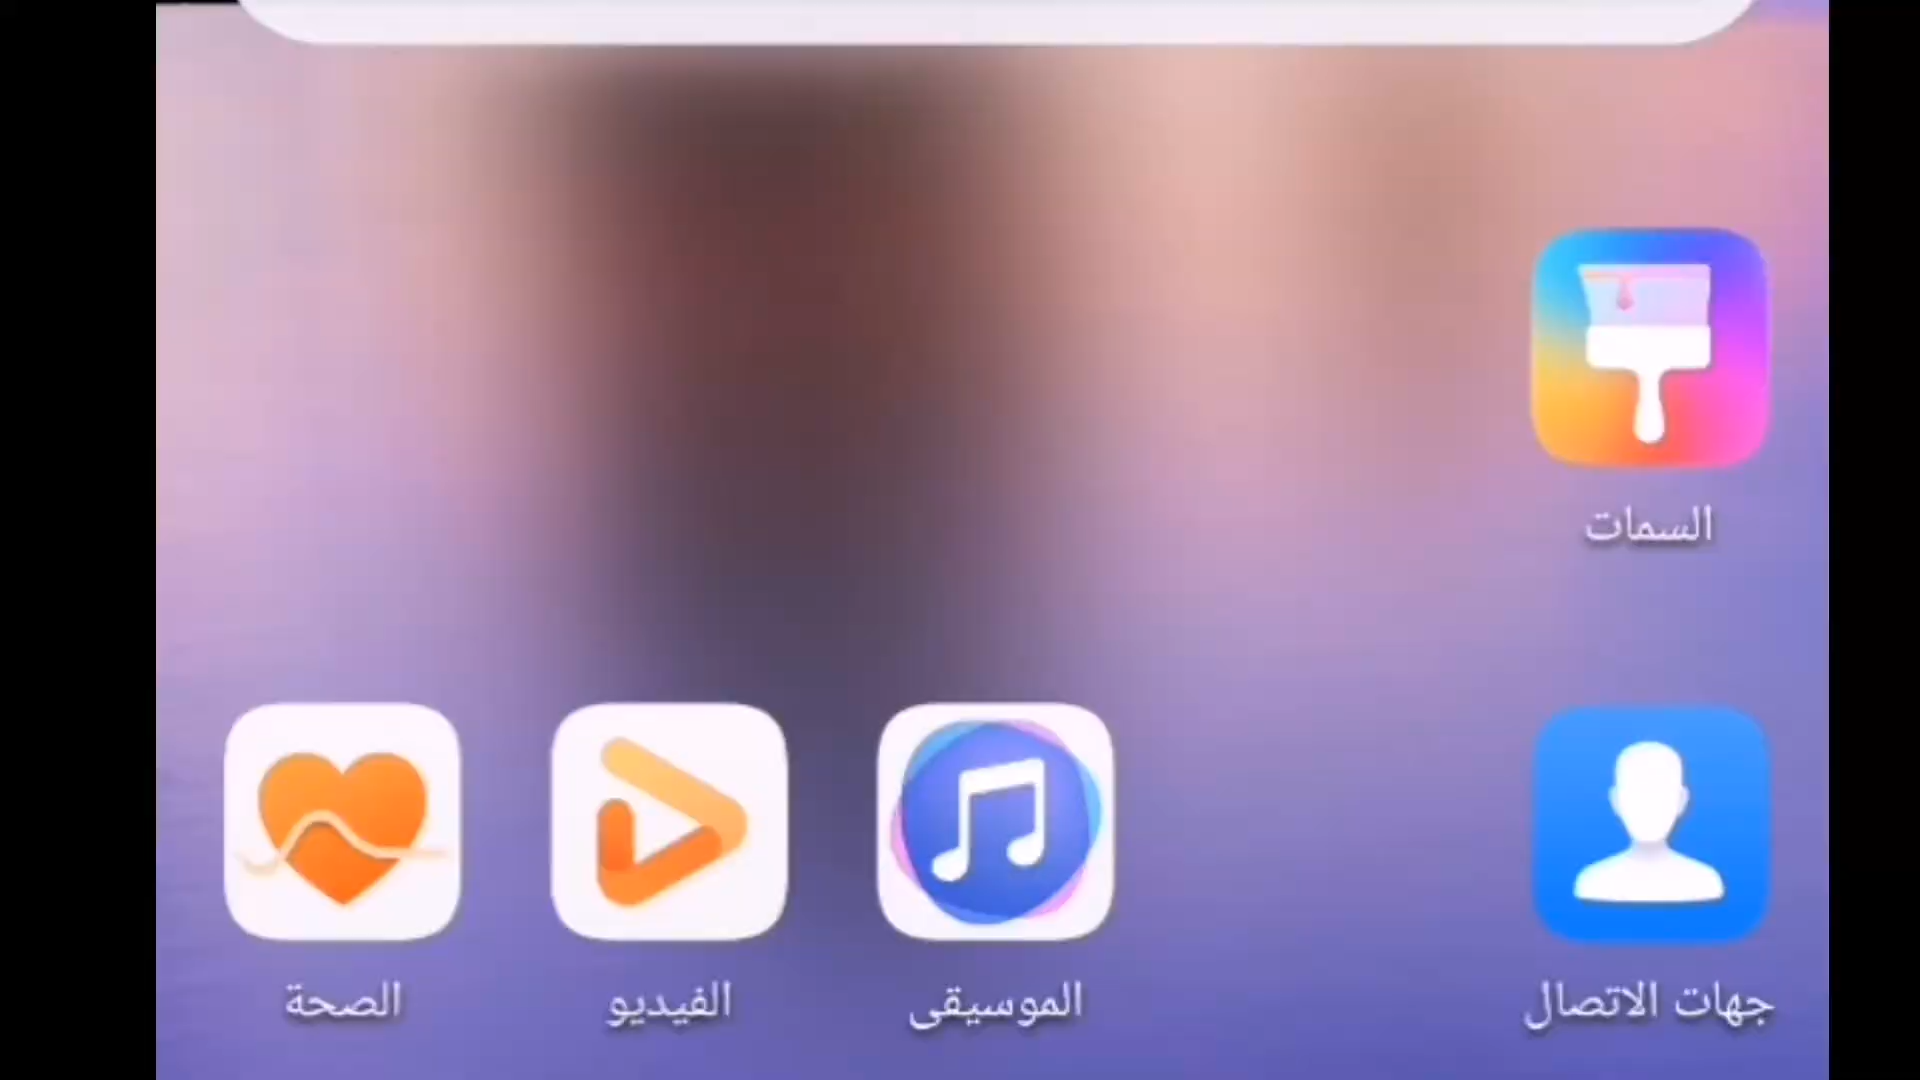 السمات
جهات الاتصال
الموسيقى
الفيديو
الصحة